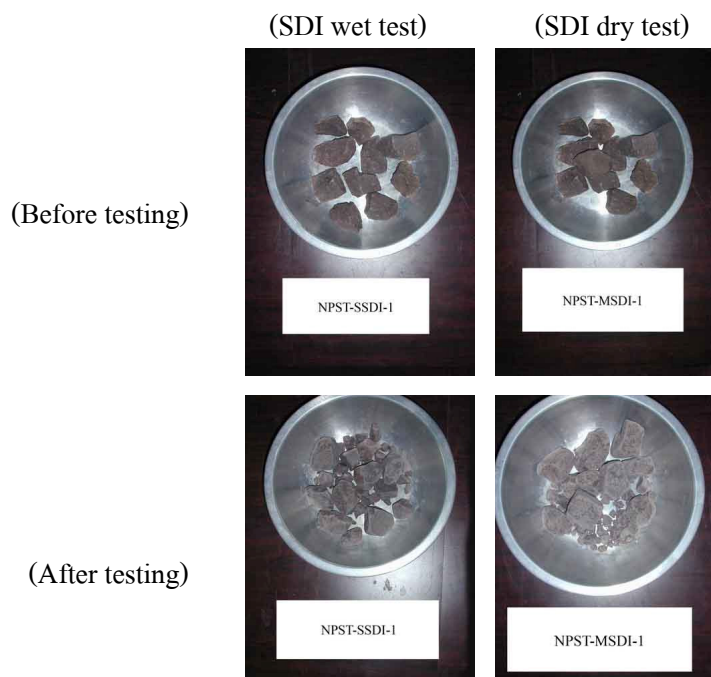 (SDI wet test)
(SDI dry test)
(Before testing)
NPST-SSDI-1
NPST-MSDI-1
(After testing)
NPST-SSDI-1
NPST-MSDI-1